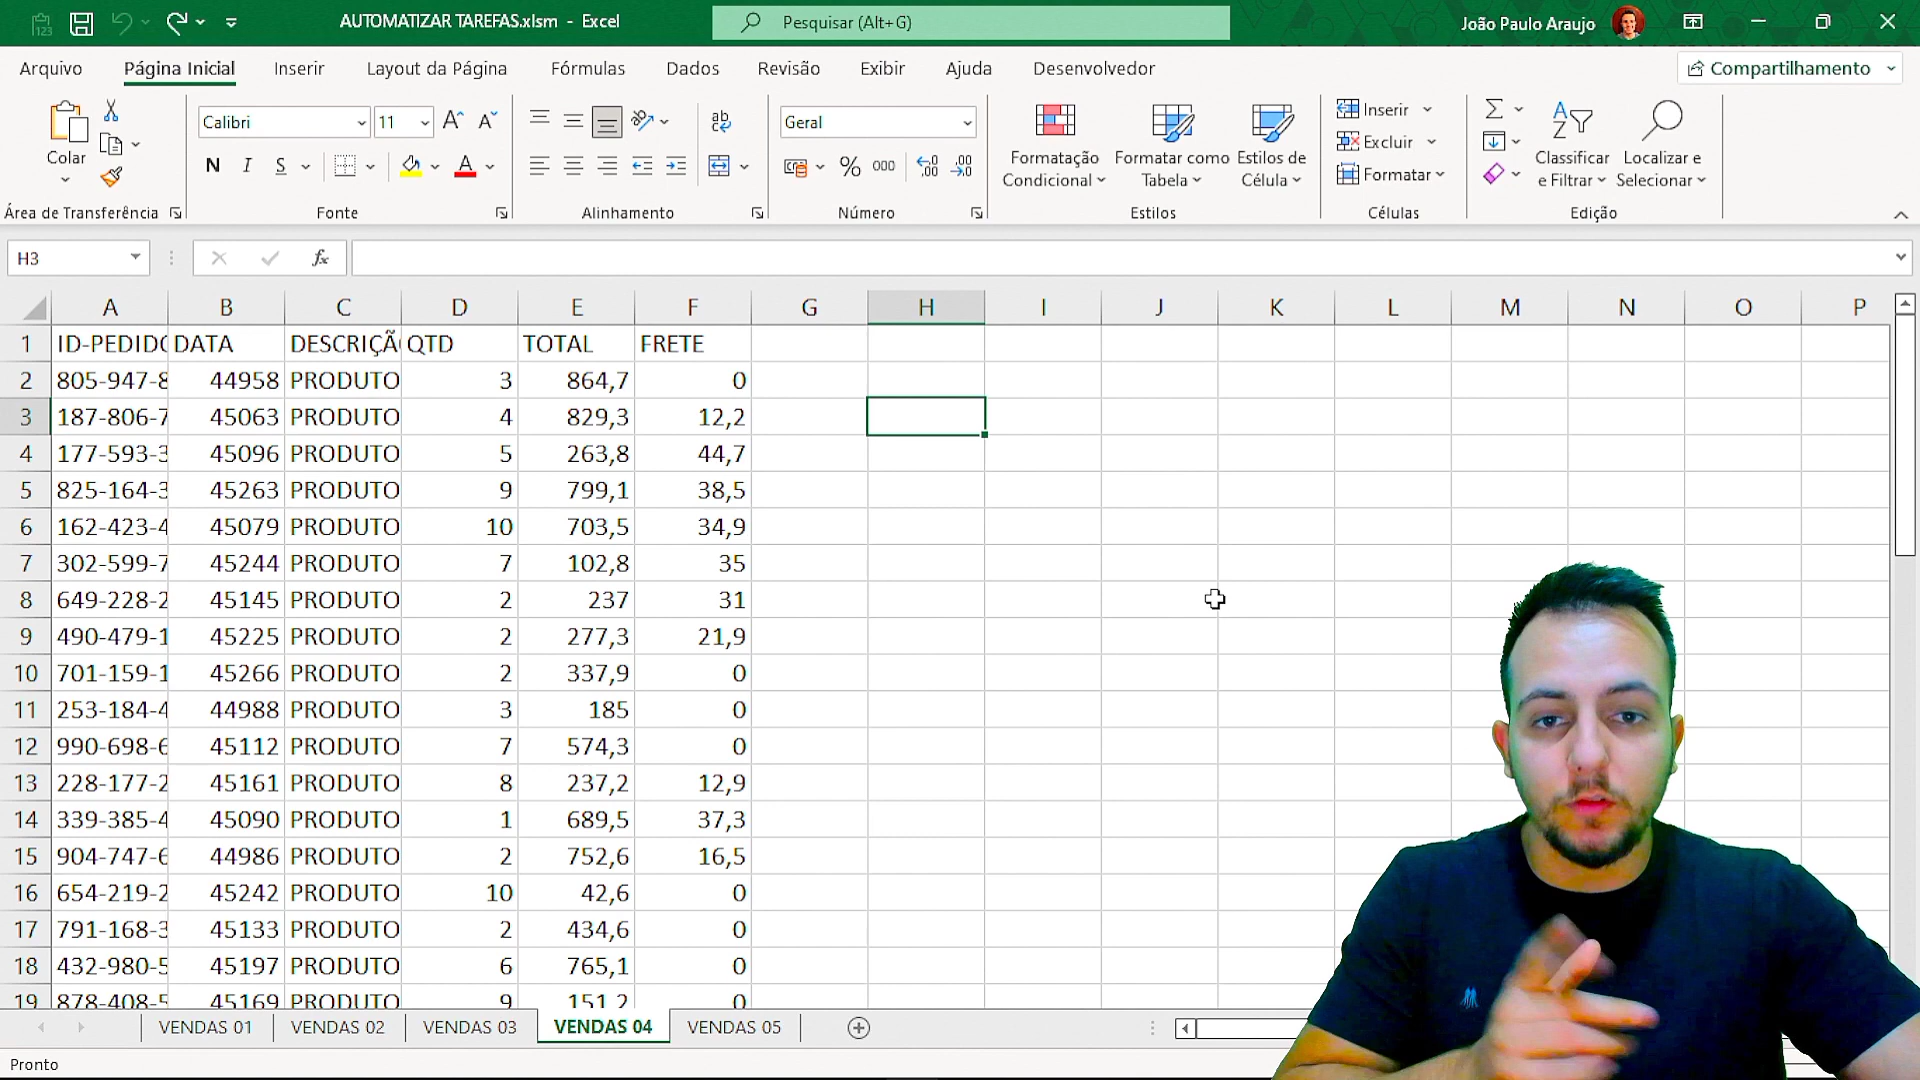 AUTOMATIZAR TAREFAS.xlsm - Excel
Pesquisar (Alt+G)
João Paulo Araujo
Arquivo Página Inicial Inserir Layout da Página Fórmulas Dados Revisão Exibir Ajuda Desenvolvedor
Compartilhamento
Colar
Área de Transferência
Calibri 11
N I S
Fonte
ab
Alinhamento
Geral
% 000
Número
Formatação Condicional
Formatar como Tabela
Estilos de Célula
Estilos
Inserir
Excluir
Formatar
Células
Classificar e Filtrar
Localizar e Selecionar
Edição
H3
fx
A B C D E F G H I J K L M N O P
1 ID-PEDIDO DATA DESCRIÇÃ QTD TOTAL FRETE
2 805-947-8 44958 PRODUTO 3 864,7 0
3 187-806-7 45063 PRODUTO 4 829,3 12,2
4 177-593-3 45096 PRODUTO 5 263,8 44,7
5 825-164-3 45263 PRODUTO 9 799,1 38,5
6 162-423-4 45079 PRODUTO 10 703,5 34,9
7 302-599-7 45244 PRODUTO 7 102,8 35
8 649-228-2 45145 PRODUTO 2 237 31
9 490-479-1 45225 PRODUTO 2 277,3 21,9
10 701-159-1 45266 PRODUTO 2 337,9 0
11 253-184-4 44988 PRODUTO 3 185 0
12 990-698-6 45112 PRODUTO 7 574,3 0
13 228-177-2 45161 PRODUTO 8 237,2 12,9
14 339-385-4 45090 PRODUTO 1 689,5 37,3
15 904-747-6 44986 PRODUTO 2 752,6 16,5
16 654-219-2 45242 PRODUTO 10 42,6 0
17 791-168-3 45133 PRODUTO 2 434,6 0
18 432-980-5 45197 PRODUTO 6 765,1 0
19 878-408-5 45169 PRODUTO 9 151,2 0
VENDAS 01 VENDAS 02 VENDAS 03 VENDAS 04 VENDAS 05
Pronto